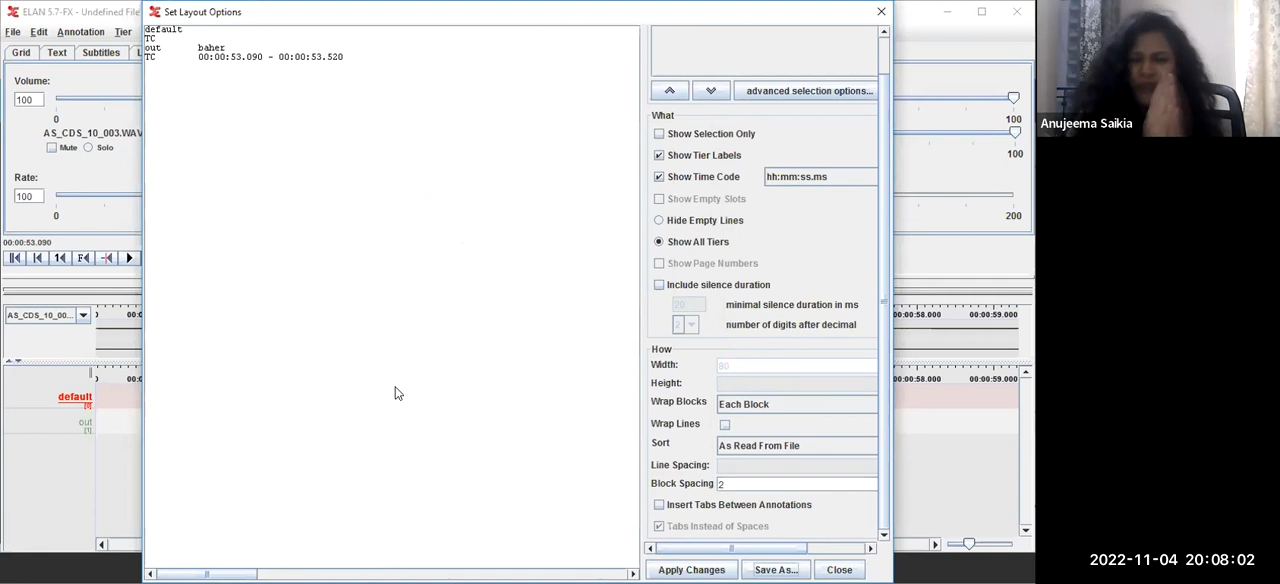 ELAN 5.7-FX - Undefined File
Set Layout Options
File Edit Annotation Tier
Grid Text Subtitles L
Volume:
100
0
100
AS_CDS_10_003.WAV
100
Mute Solo
Rate:
100
0
200
00:00:53.090
default
TC
out baher
TC 00:00:53.090 - 00:00:53.520
advanced selection options...
What
Show Selection Only
Show Tier Labels
Show Time Code hh:mm:ss.ms
Show Empty Slots
Hide Empty Lines
Show All Tiers
Show Page Numbers
Include silence duration
20 minimal silence duration in ms
2 number of digits after decimal
How
Width: 80
Height:
Wrap Blocks Each Block
Wrap Lines
Sort As Read From File
Line Spacing:
Block Spacing 2
Insert Tabs Between Annotations
Tabs Instead of Spaces
Apply Changes Save As... Close
AS_CDS_10_00...
00:00:58.000 00:00:59.000
00:00:58.000 00:00:59.000
default
out
Anujeema Saikia
2022-11-04 20:08:02